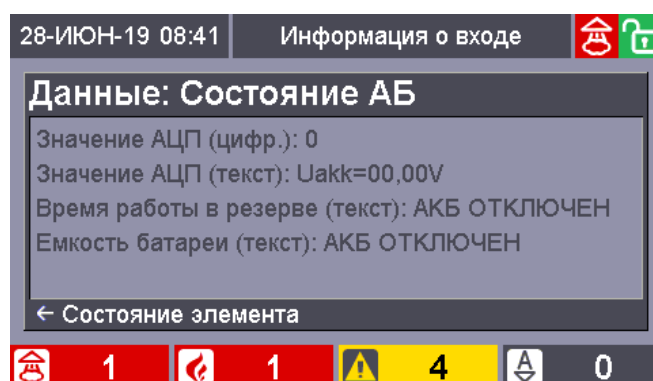 28-ИЮН-19 08:41 Информация о входе
Данные: Состояние АБ
Значение АЦП (цифр.): 0
Значение АЦП (текст): Uakk=00,00V
Время работы в резерве (текст): АКБ ОТКЛЮЧЕН
Емкость батареи (текст): АКБ ОТКЛЮЧЕН
← Состояние элемента
1 1 4 A 0